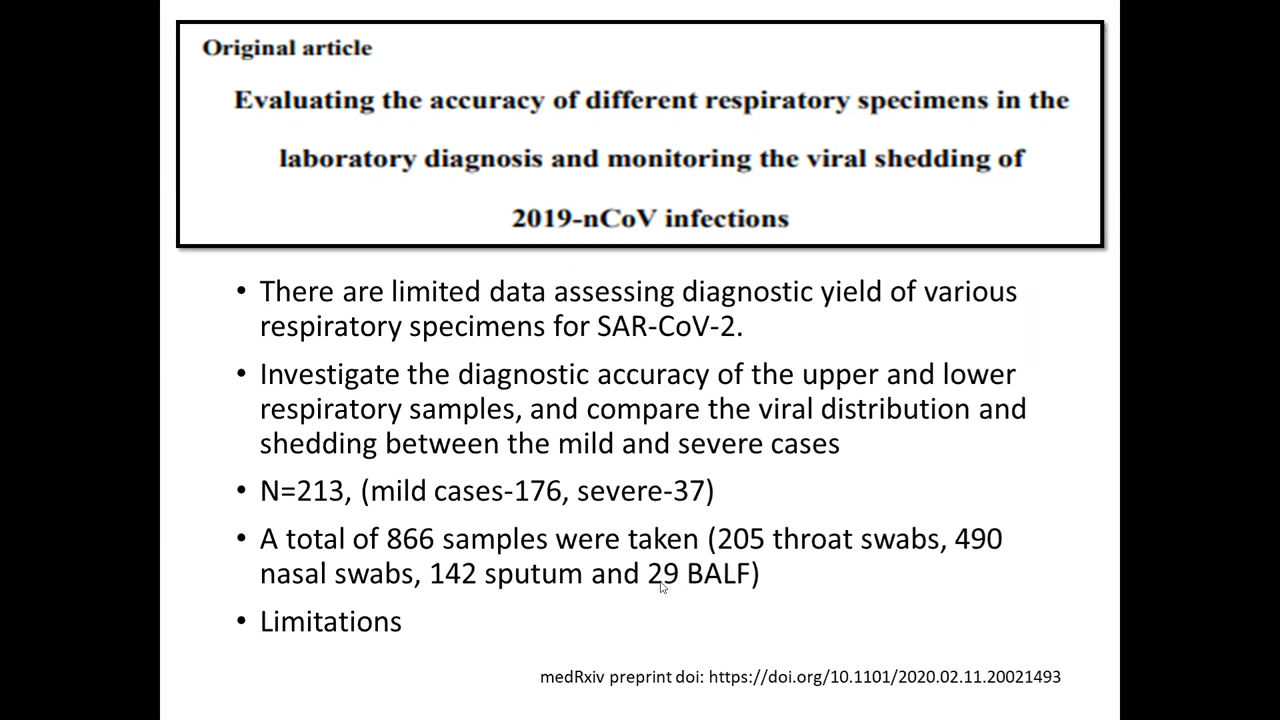 Original article
Evaluating the accuracy of different respiratory specimens in the
laboratory diagnosis and monitoring the viral shedding of
2019-nCoV infections
• There are limited data assessing diagnostic yield of various
respiratory specimens for SAR-CoV-2.
• Investigate the diagnostic accuracy of the upper and lower
respiratory samples, and compare the viral distribution and
shedding between the mild and severe cases
• N=213, (mild cases-176, severe-37)
• A total of 866 samples were taken (205 throat swabs, 490
nasal swabs, 142 sputum and 29 BALF)
• Limitations
medRxiv preprint doi: https://doi.org/10.1101/2020.02.11.20021493